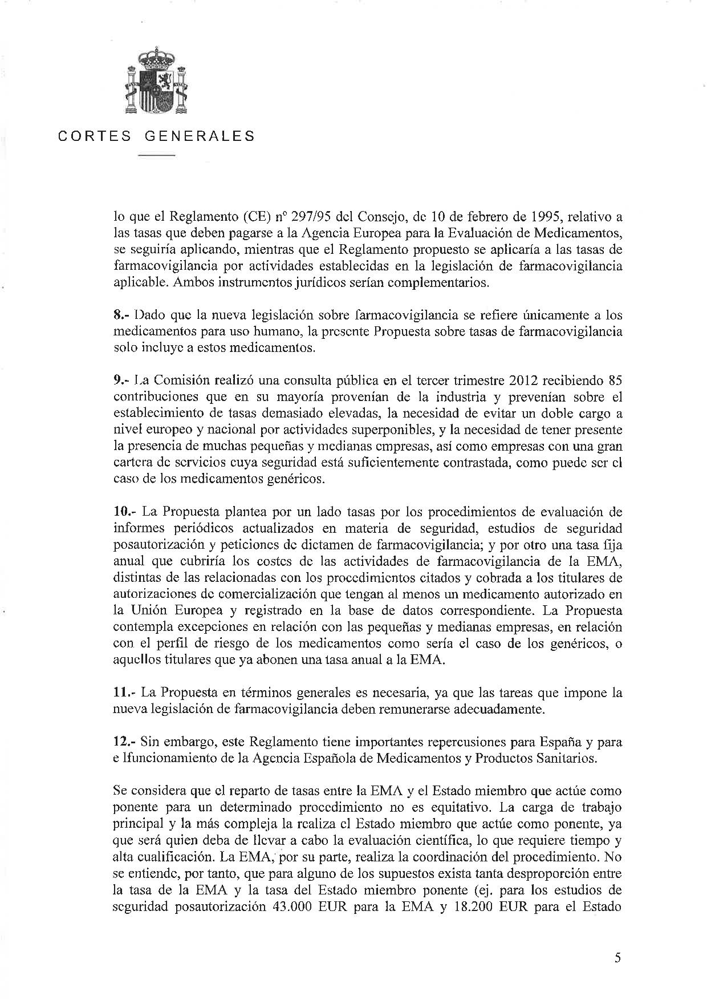 CORTES GENERALES
lo que el Reglamento (CE) nº 297/95 del Consejo, de 10 de febrero de 1995, relativo a
las tasas que deben pagarse a la Agencia Europea para la Evaluación de Medicamentos,
se seguiría aplicando, mientras que el Reglamento propuesto se aplicaría a las tasas de
farmacovigilancia por actividades establecidas en la legislación de farmacovigilancia
aplicable. Ambos instrumentos jurídicos serían complementarios.
8.- Dado que la nueva legislación sobre farmacovigilancia se refiere únicamente a los
medicamentos para uso humano, la presente Propuesta sobre tasas de farmacovigilancia
solo incluye a estos medicamentos.
9.- La Comisión realizó una consulta pública en el tercer trimestre 2012 recibiendo 85
contribuciones que en su mayoría provenían de la industria y prevenían sobre el
establecimiento de tasas demasiado elevadas, la necesidad de evitar un doble cargo a
nivel europeo y nacional por actividades superponibles, y la necesidad de tener presente
la presencia de muchas pequeñas y medianas empresas, así como empresas con una gran
cartera de servicios cuya seguridad está suficientemente contrastada, como puede ser el
caso de los medicamentos genéricos.
10.- La Propuesta plantea por un lado tasas por los procedimientos de evaluación de
informes periódicos actualizados en materia de seguridad, estudios de seguridad
posautorización y peticiones de dictamen de farmacovigilancia; y por otro una tasa fija
anual que cubriría los costes de las actividades de farmacovigilancia de la EMA,
distintas de las relacionadas con los procedimientos citados y cobrada a los titulares de
autorizaciones de comercialización que tengan al menos un medicamento autorizado en
la Unión Europea y registrado en la base de datos correspondiente. La Propuesta
contempla excepciones en relación con las pequeñas y medianas empresas, en relación
con el perfil de riesgo de los medicamentos como sería el caso de los genéricos, o
aquellos titulares que ya abonen una tasa anual a la EMA.
11.- La Propuesta en términos generales es necesaria, ya que las tareas que impone la
nueva legislación de farmacovigilancia deben remunerarse adecuadamente.
12.- Sin embargo, este Reglamento tiene importantes repercusiones para España y para
e lfuncionamiento de la Agencia Española de Medicamentos y Productos Sanitarios.
Se considera que el reparto de tasas entre la EMA y el Estado miembro que actúe como
ponente para un determinado procedimiento no es equitativo. La carga de trabajo
principal y la más compleja la realiza el Estado miembro que actúe como ponente, ya
que será quien deba de llevar a cabo la evaluación científica, lo que requiere tiempo y
alta cualificación. La EMA, por su parte, realiza la coordinación del procedimiento. No
se entiende, por tanto, que para alguno de los supuestos exista tanta desproporción entre
la tasa de la EMA y la tasa del Estado miembro ponente (ej. para los estudios de
seguridad posautorización 43.000 EUR para la EMA y 18.200 EUR para el Estado
5